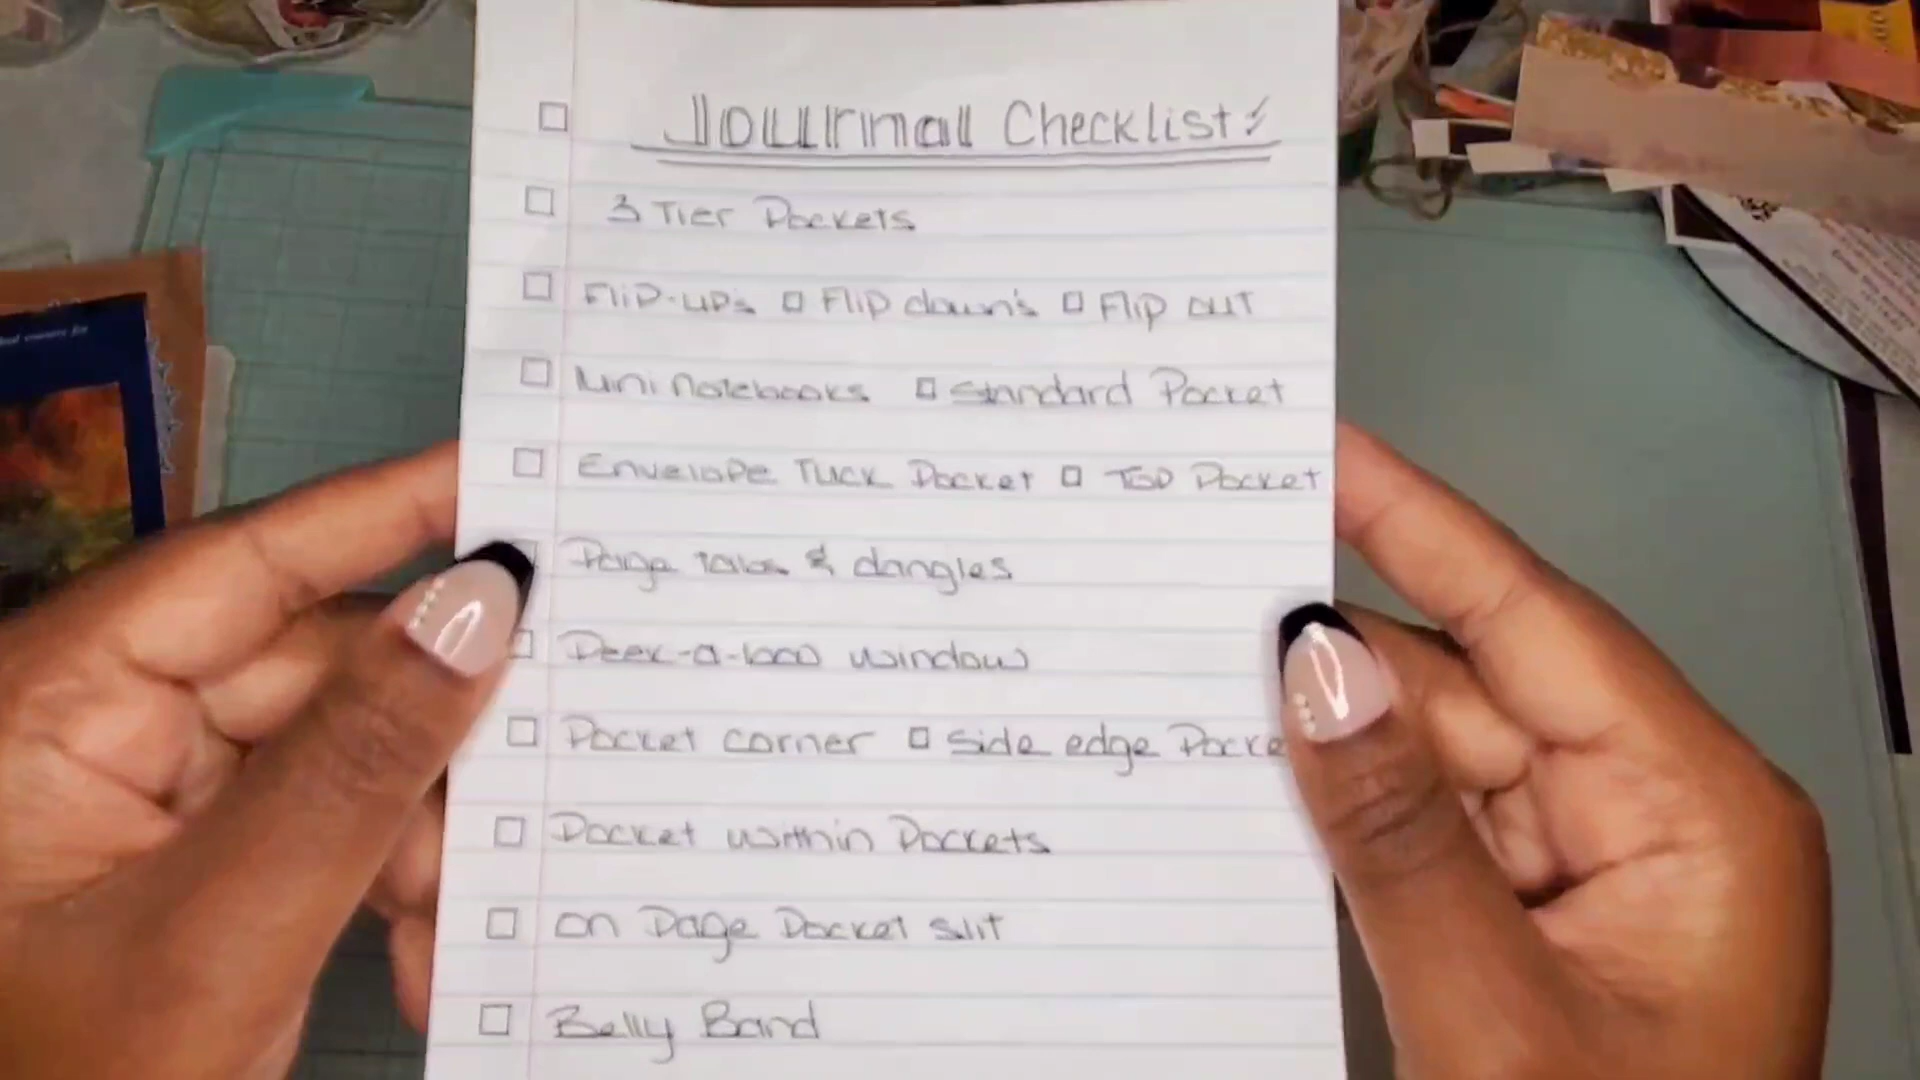 ☐ Journal Checklist ✓
☐ 3 Tier Pockets
☐ Flip-up's ☐ Flip down's ☐ Flip out
☐ Mini notebooks ☐ Standard Pocket
☐ Envelope Tuck Pocket ☐ Top Pocket
☐ Page tabs & dangles
☐ Peek-a-boo window
☐ Pocket corner ☐ Side edge Pocke
☐ Pocket within Pockets
☐ on Page Pocket slit
☐ Belly Band